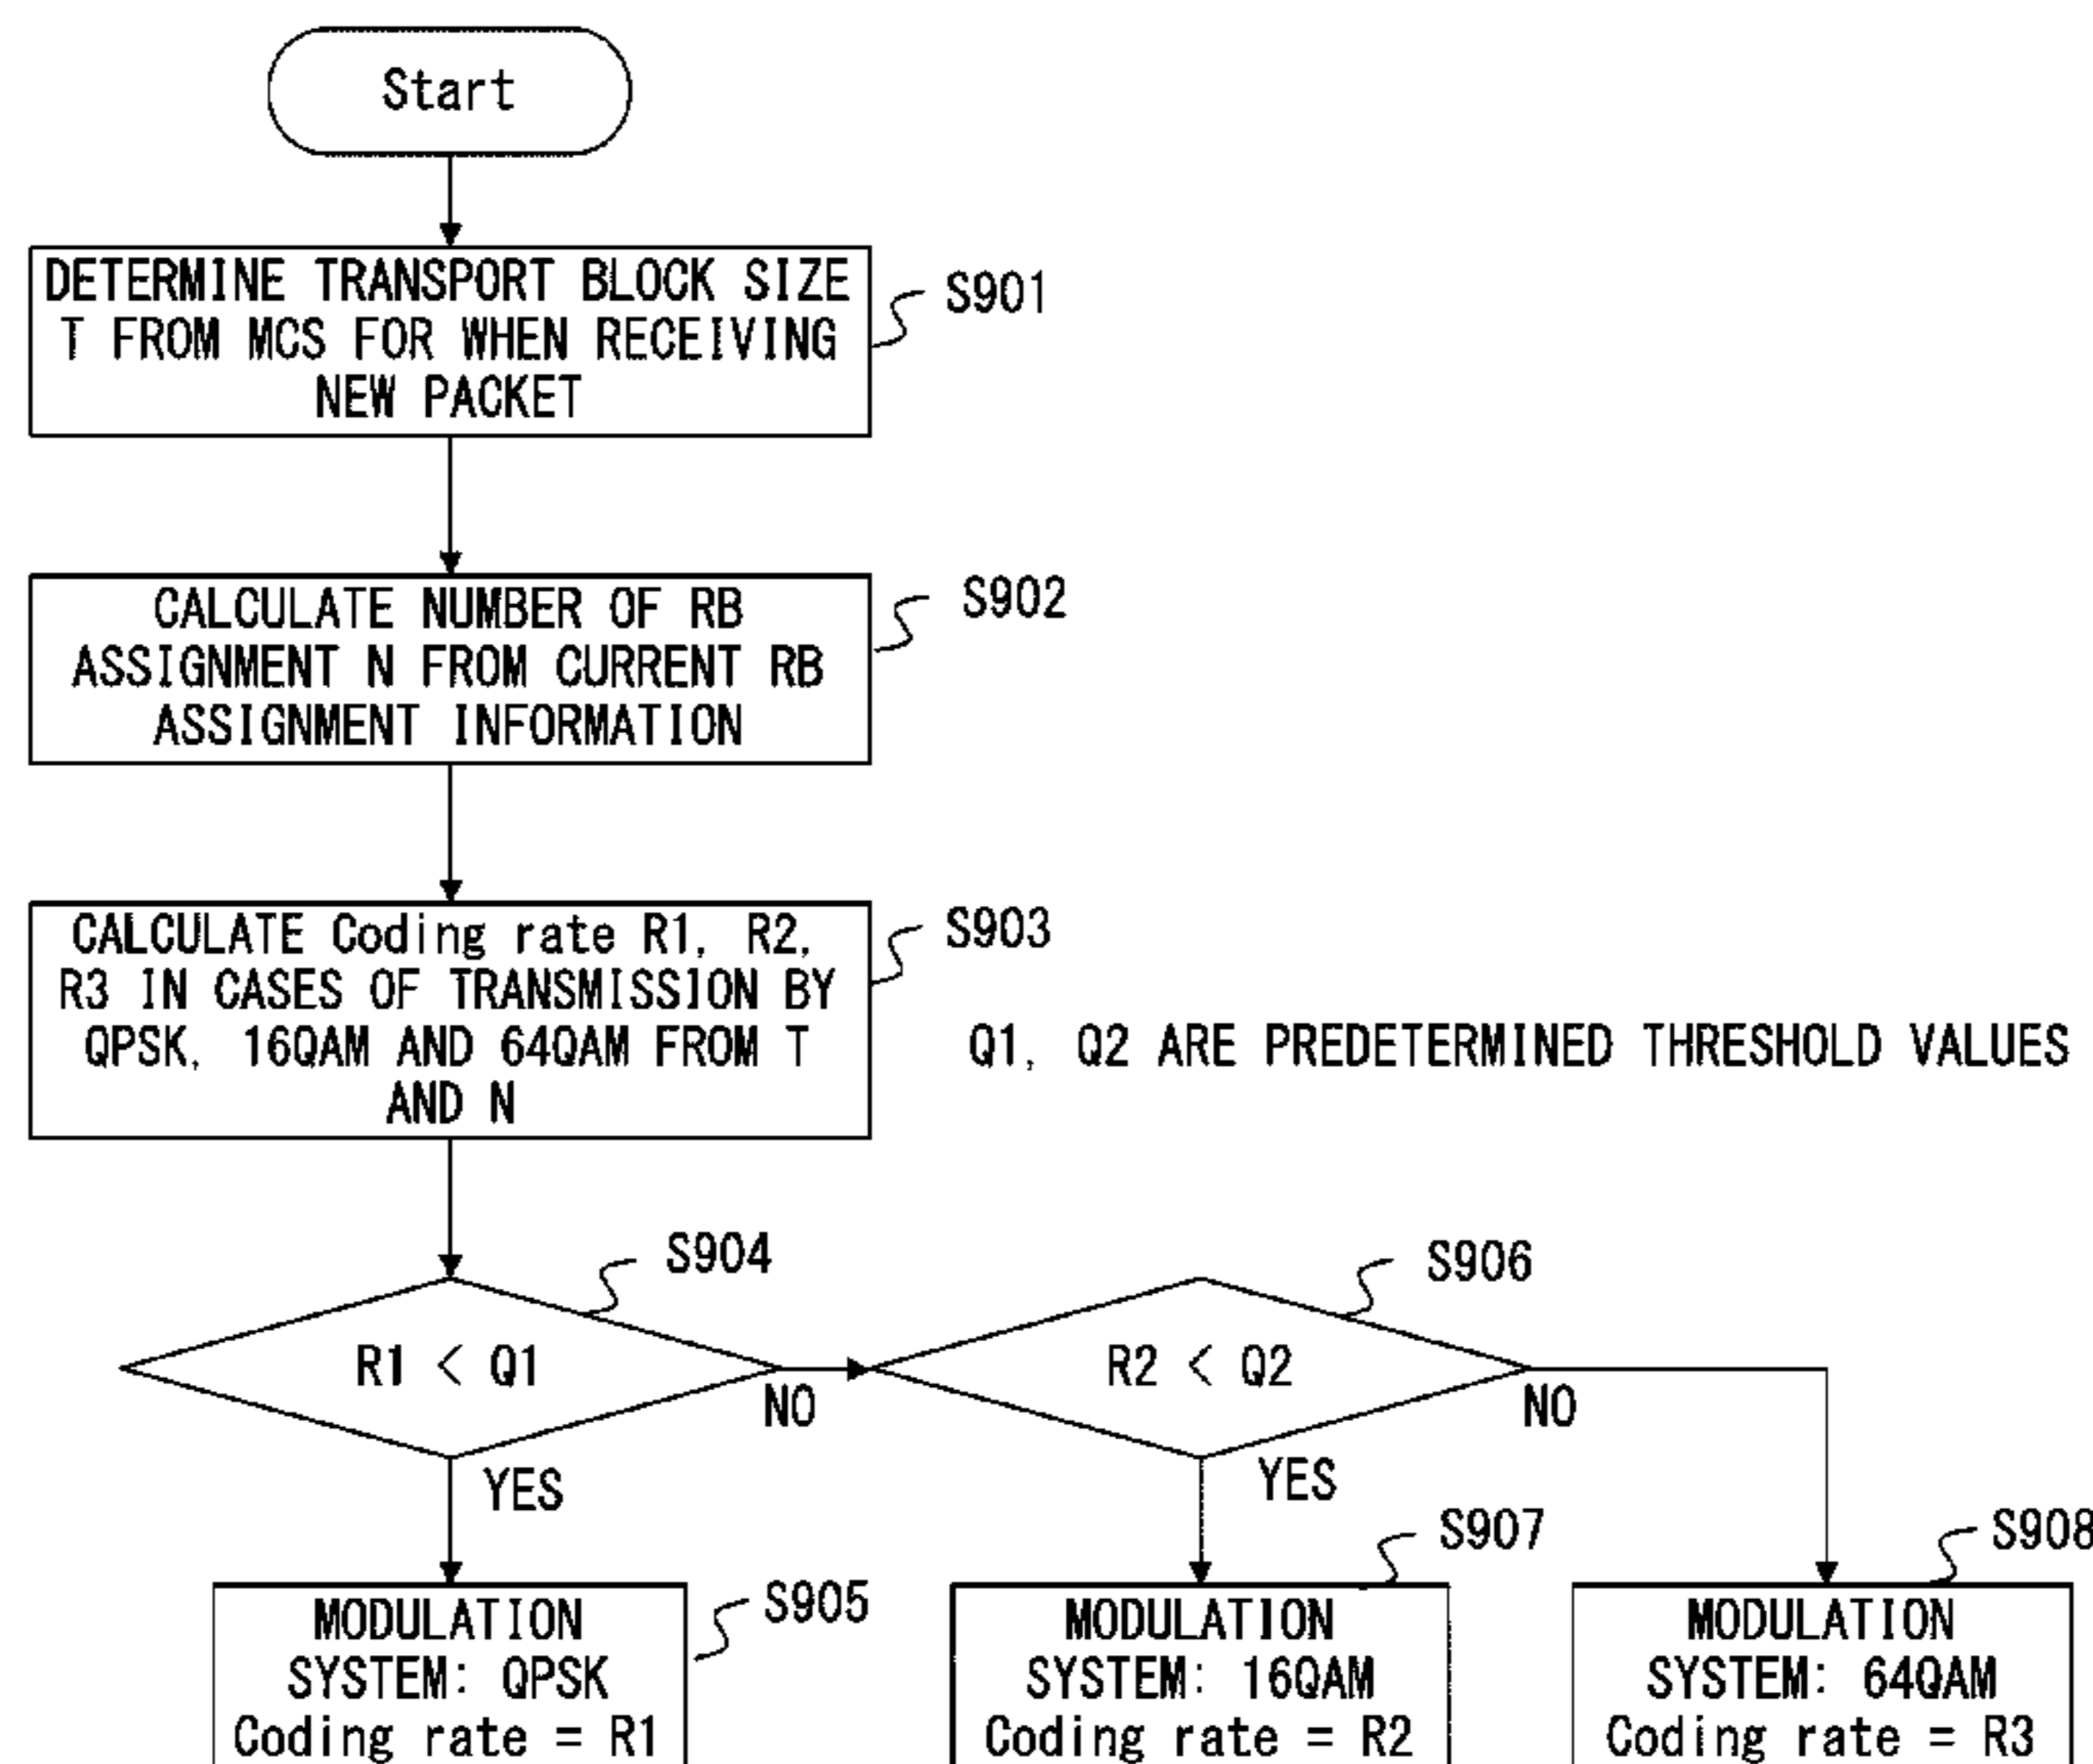 Start
DETERMINE TRANSPORT BLOCK SIZE
T FROM MCS FOR WHEN RECEIVING
NEW PACKET
S901
CALCULATE NUMBER OF RB
ASSIGNMENT N FROM CURRENT RB
ASSIGNMENT INFORMATION
S902
CALCULATE Coding rate R1, R2,
R3 IN CASES OF TRANSMISSION BY
QPSK, 16QAM AND 64QAM FROM T
AND N
S903
Q1, Q2 ARE PREDETERMINED THRESHOLD VALUES
S904
R1 < Q1
NO
YES
S906
R2 < Q2
NO
YES
MODULATION
SYSTEM: QPSK
Coding rate = R1
S905
MODULATION
SYSTEM: 16QAM
Coding rate = R2
S907
MODULATION
SYSTEM: 64QAM
Coding rate = R3
S908